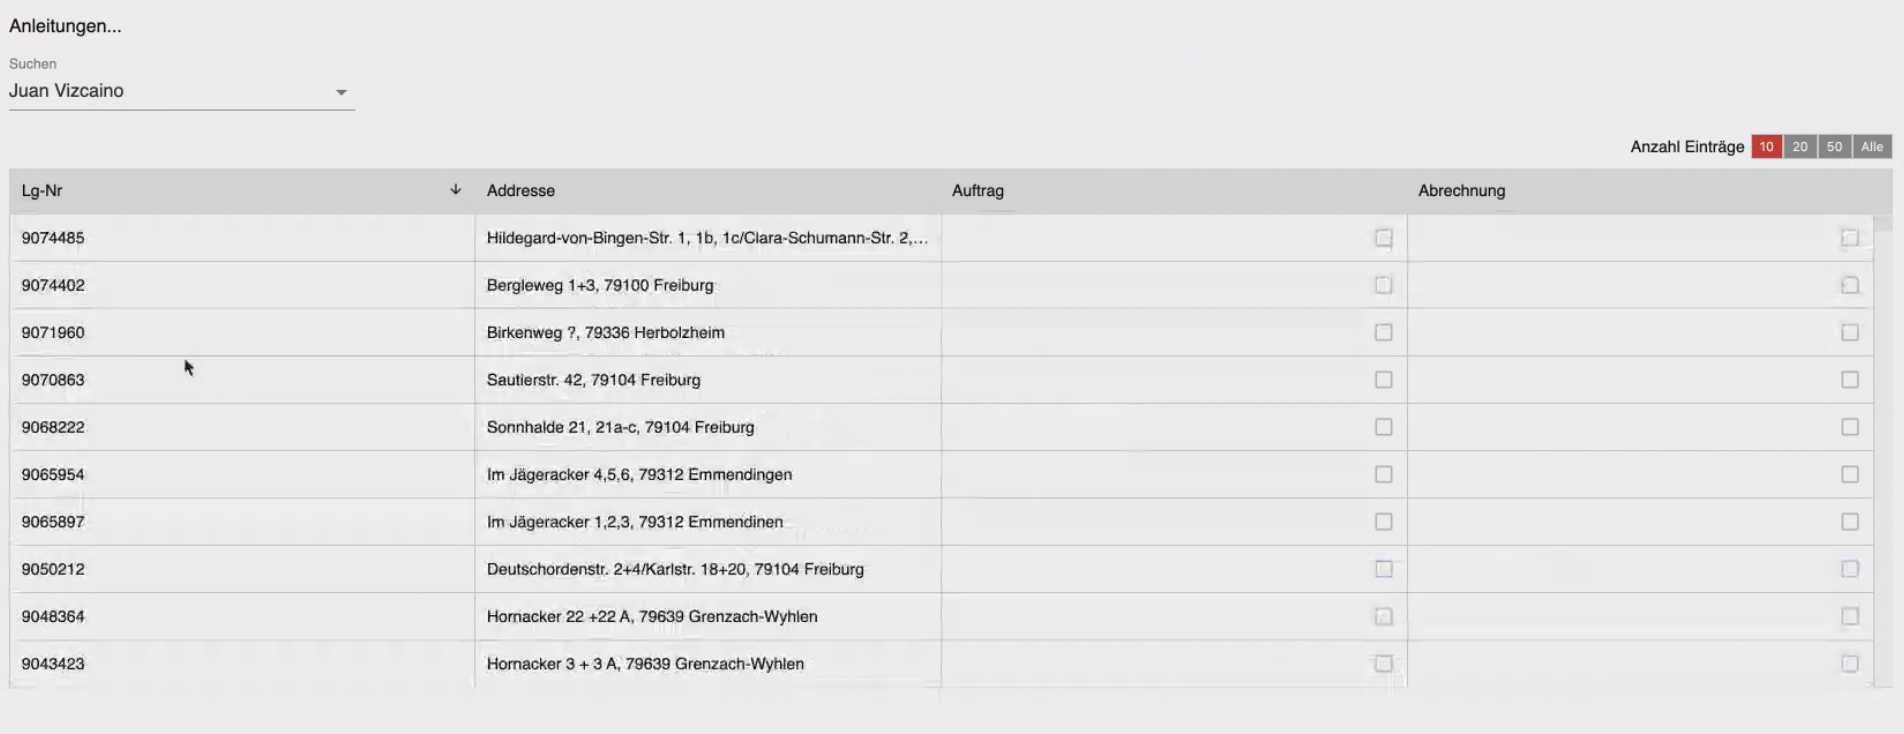 Anleitungen...
Suchen
Juan Vizcaino
Anzahl Einträge 10 20 50 Alle
Lg-Nr Addresse Auftrag Abrechnung
9074485 Hildegard-von-Bingen-Str. 1, 1b, 1c/Clara-Schumann-Str. 2,...
9074402 Bergleweg 1+3, 79100 Freiburg
9071960 Birkenweg ?, 79336 Herbolzheim
9070863 Sautierstr. 42, 79104 Freiburg
9068222 Sonnhalde 21, 21a-c, 79104 Freiburg
9065954 Im Jägeracker 4,5,6, 79312 Emmendingen
9065897 Im Jägeracker 1,2,3, 79312 Emmendinen
9050212 Deutschordenstr. 2+4/Karlstr. 18+20, 79104 Freiburg
9048364 Hornacker 22 +22 A, 79639 Grenzach-Wyhlen
9043423 Hornacker 3 + 3 A, 79639 Grenzach-Wyhlen